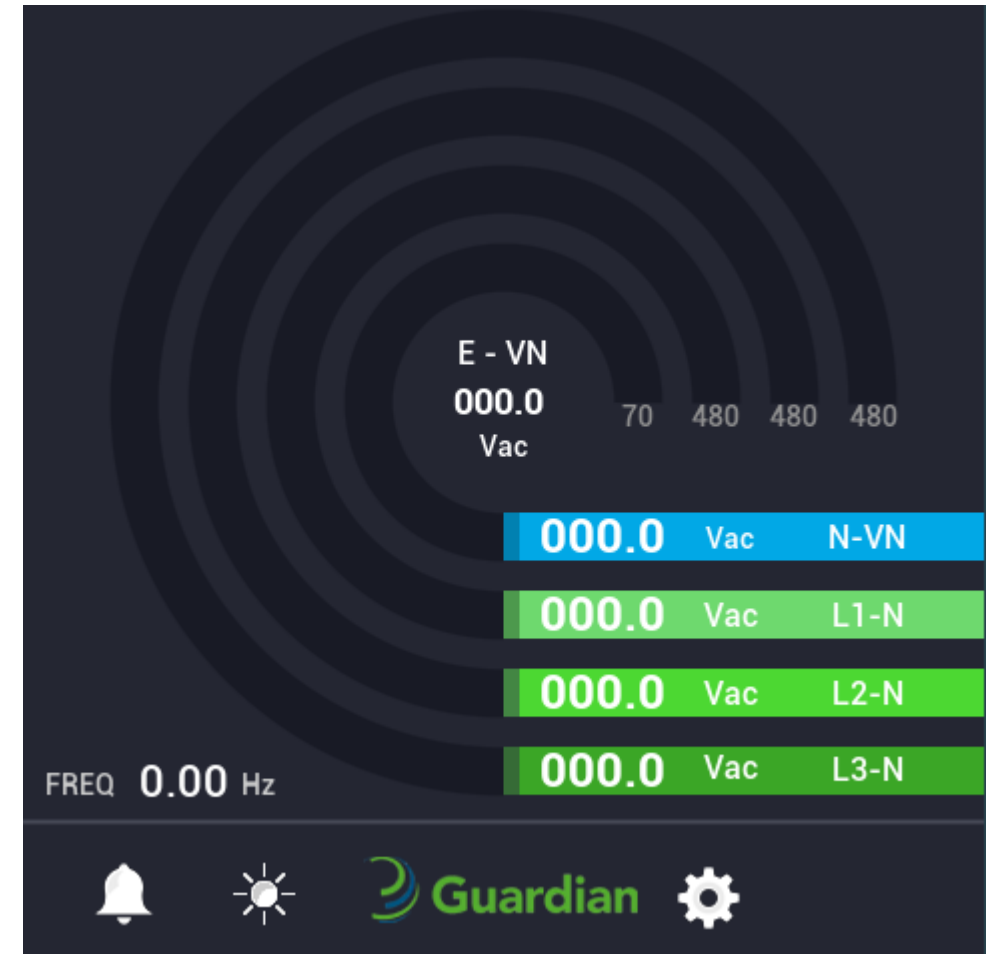 E - VN
000.0
Vac
70 480 480 480
000.0 Vac N-VN
000.0 Vac L1-N
000.0 Vac L2-N
000.0 Vac L3-N
FREQ 0.00 Hz
Guardian